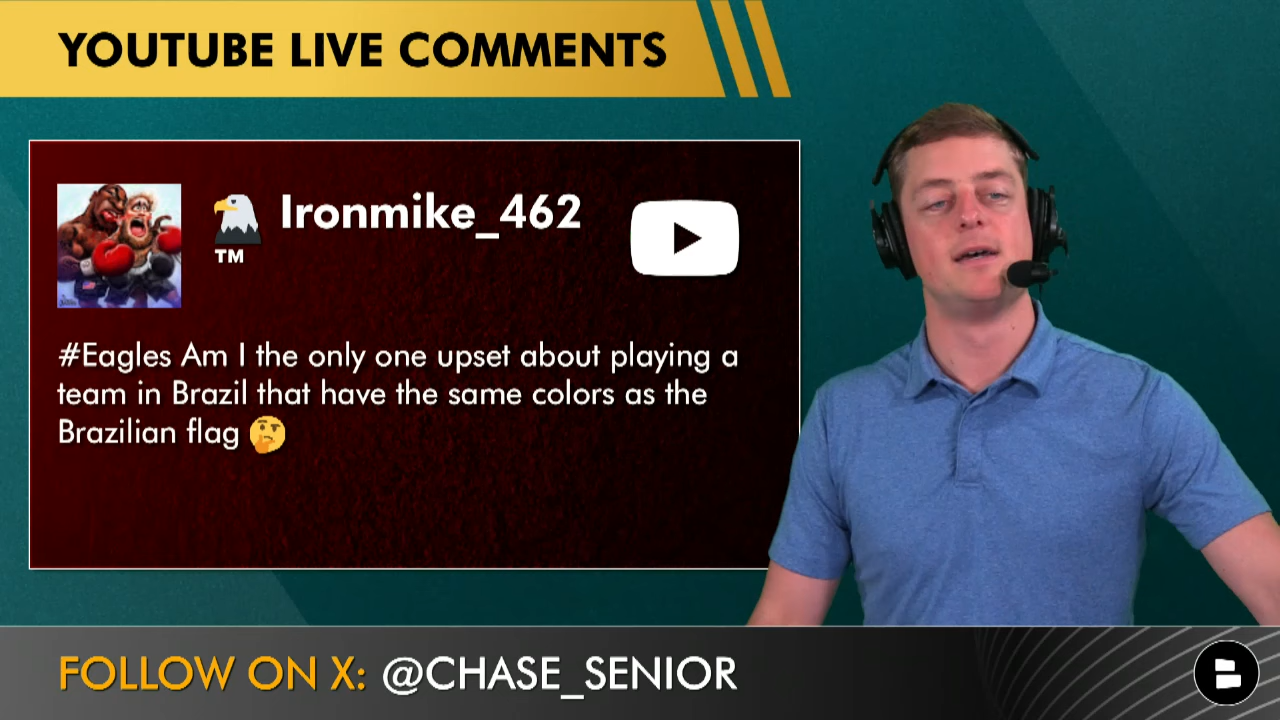 YOUTUBE LIVE COMMENTS
Ironmike_462
TM
#Eagles Am I the only one upset about playing a
team in Brazil that have the same colors as the
Brazilian flag 🤔
FOLLOW ON X: @CHASE_SENIOR